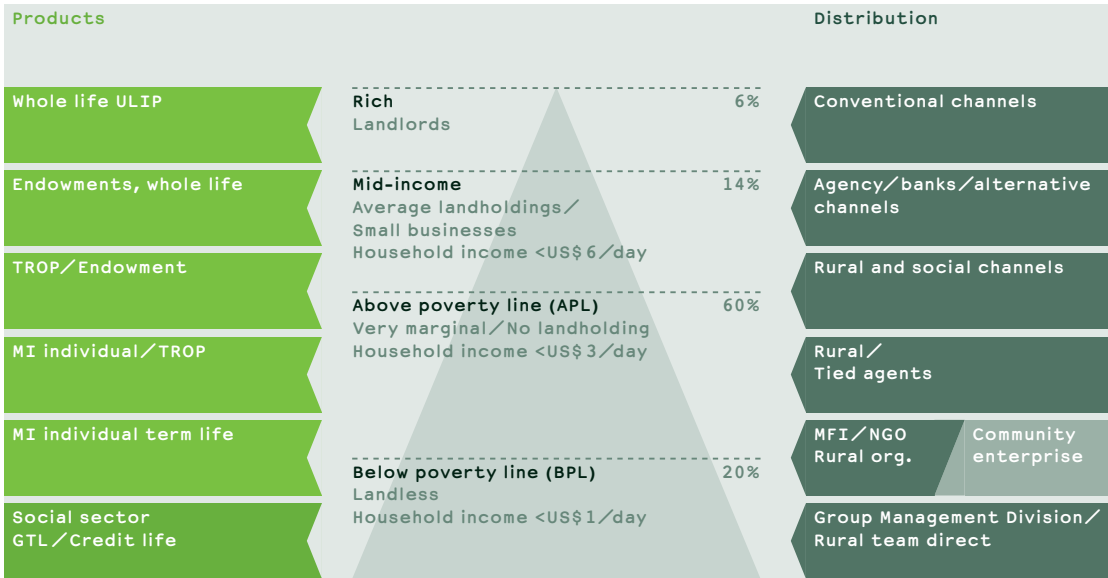 Products
Whole life ULIP
Endowments, whole life
TROP/Endowment
MI individual/TROP
MI individual term life
Social sector
GTL/Credit life
Rich 6%
Landlords
Mid-income 14%
Average landholdings/
Small businesses
Household income <US$6/day
Above poverty line (APL) 60%
Very marginal/No landholding
Household income <US$3/day
Below poverty line (BPL) 20%
Landless
Household income <US$1/day
Distribution
Conventional channels
Agency/banks/alternative
channels
Rural and social channels
Rural/
Tied agents
MFI/NGO
Rural org.
Community
enterprise
Group Management Division/
Rural team direct